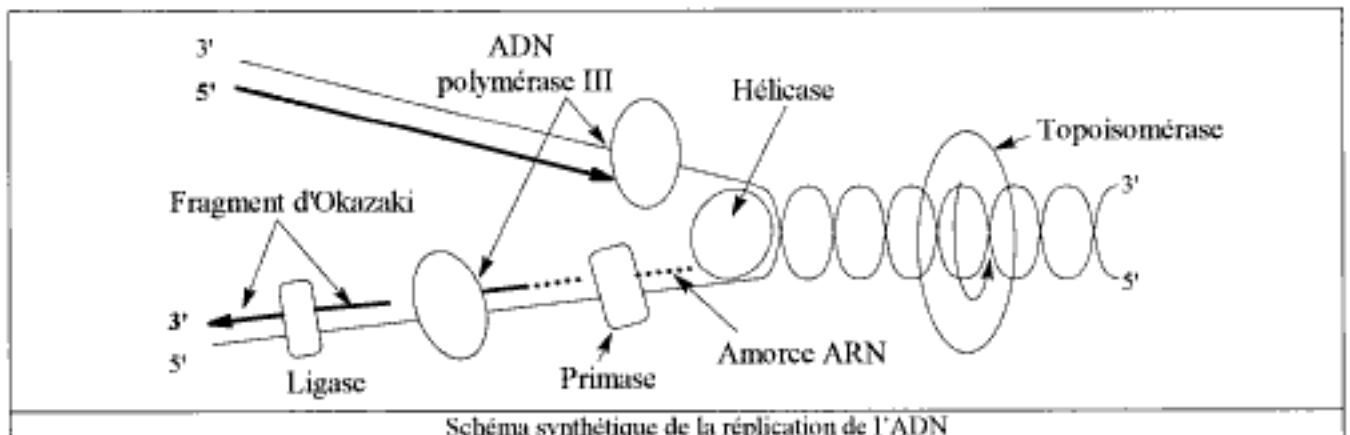 3'
5'
ADN
polymérase III
Hélicase
Topoisomérase
3'
5'
Fragment d'Okazaki
3'
5'
Ligase
Primase
Amorce ARN
Schéma synthétique de la réplication de l'ADN